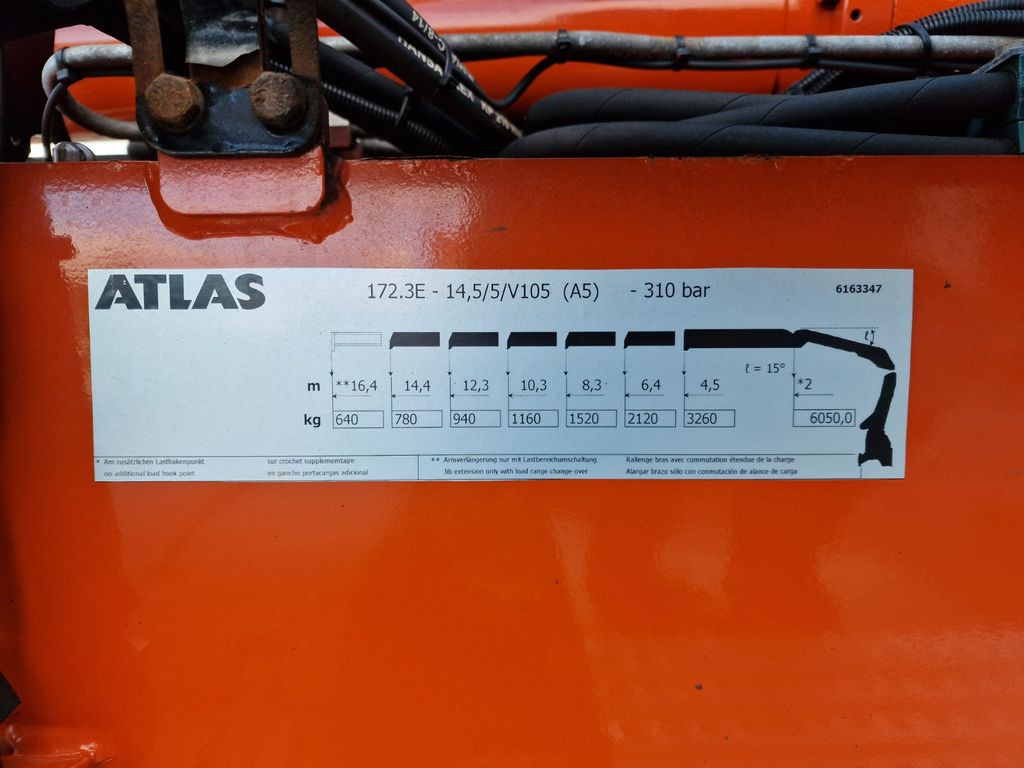 HANSA
ATLAS
172.3E - 14,5/5/V105 (A5) - 310 bar
6163347
ℓ
ℓ = 15°
m **16,4 14,4 12,3 10,3 8,3 6,4 4,5 *2
kg 640 780 940 1160 1520 2120 3260 6050,0
* Am zusätzlichen Lasthakenpunkt
on additional load hook point
sur crochet supplementaire
en gancho portacargas adicional
** Armverlängerung nur mit Lastbereichumschaltung
Jib extension only with load range change-over
Rallenge bras avec commutation étendue de la charge
Alargar brazo sólo con conmutación de alance de carga